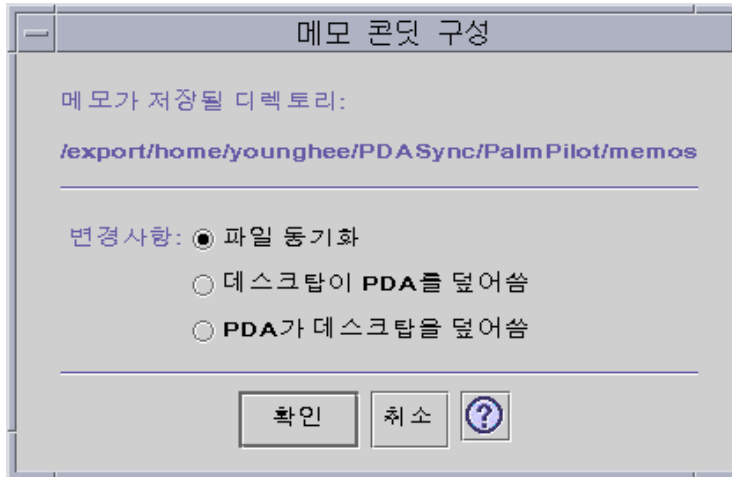 메모 콘딧 구성
메모가 저장될 디렉토리:
/export/home/younghee/PDASync/PalmPilot/memos
변경사항: 파일 동기화
데스크탑이 PDA를 덮어씀
PDA가 데스크탑을 덮어씀
확인 취소 ?